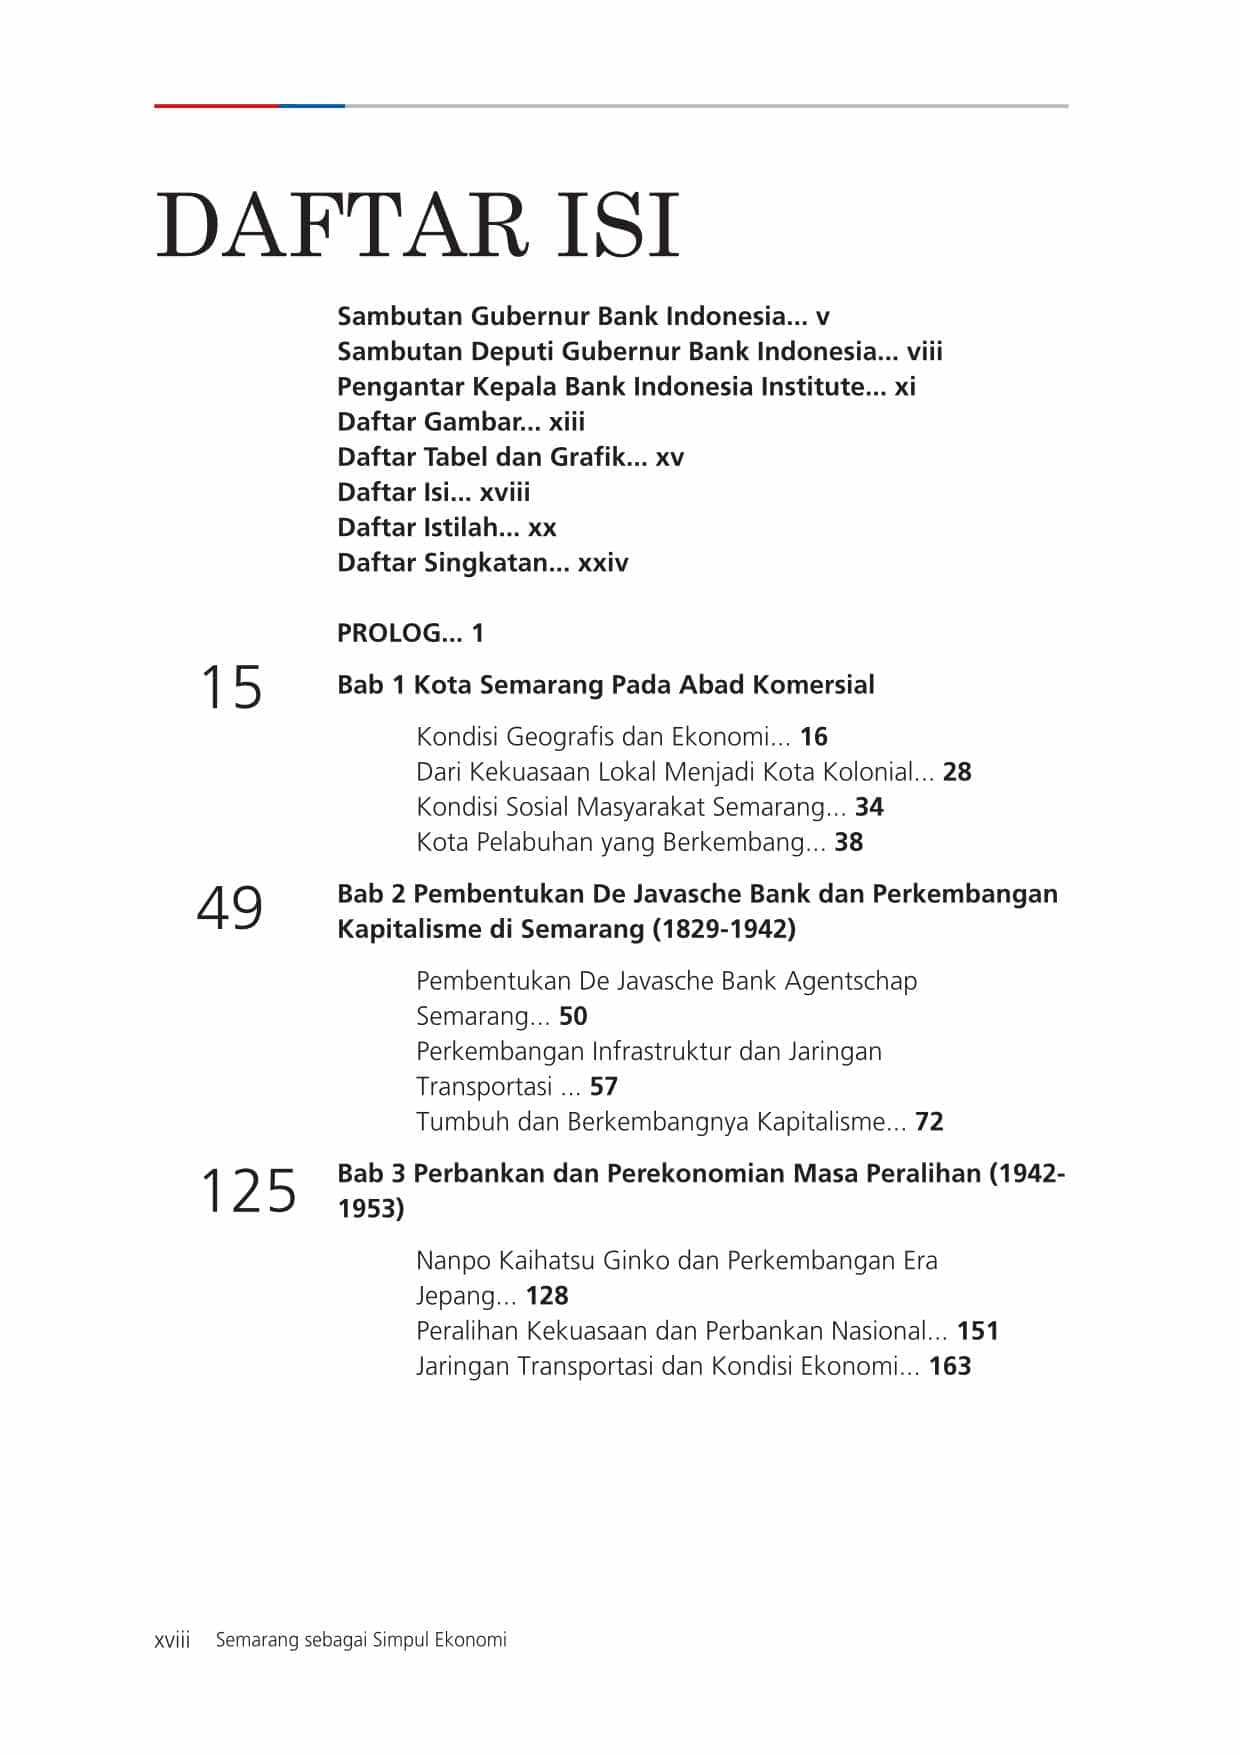 DAFTAR ISI
Sambutan Gubernur Bank Indonesia... v
Sambutan Deputi Gubernur Bank Indonesia... viii
Pengantar Kepala Bank Indonesia Institute... xi
Daftar Gambar... xiii
Daftar Tabel dan Grafik... xv
Daftar Isi... xviii
Daftar Istilah... xx
Daftar Singkatan... xxiv
PROLOG... 1
15 Bab 1 Kota Semarang Pada Abad Komersial
Kondisi Geografis dan Ekonomi... 16
Dari Kekuasaan Lokal Menjadi Kota Kolonial... 28
Kondisi Sosial Masyarakat Semarang... 34
Kota Pelabuhan yang Berkembang... 38
49 Bab 2 Pembentukan De Javasche Bank dan Perkembangan
Kapitalisme di Semarang (1829-1942)
Pembentukan De Javasche Bank Agentschap
Semarang... 50
Perkembangan Infrastruktur dan Jaringan
Transportasi ... 57
Tumbuh dan Berkembangnya Kapitalisme... 72
125 Bab 3 Perbankan dan Perekonomian Masa Peralihan (1942-
1953)
Nanpo Kaihatsu Ginko dan Perkembangan Era
Jepang... 128
Peralihan Kekuasaan dan Perbankan Nasional... 151
Jaringan Transportasi dan Kondisi Ekonomi... 163
xviii Semarang sebagai Simpul Ekonomi